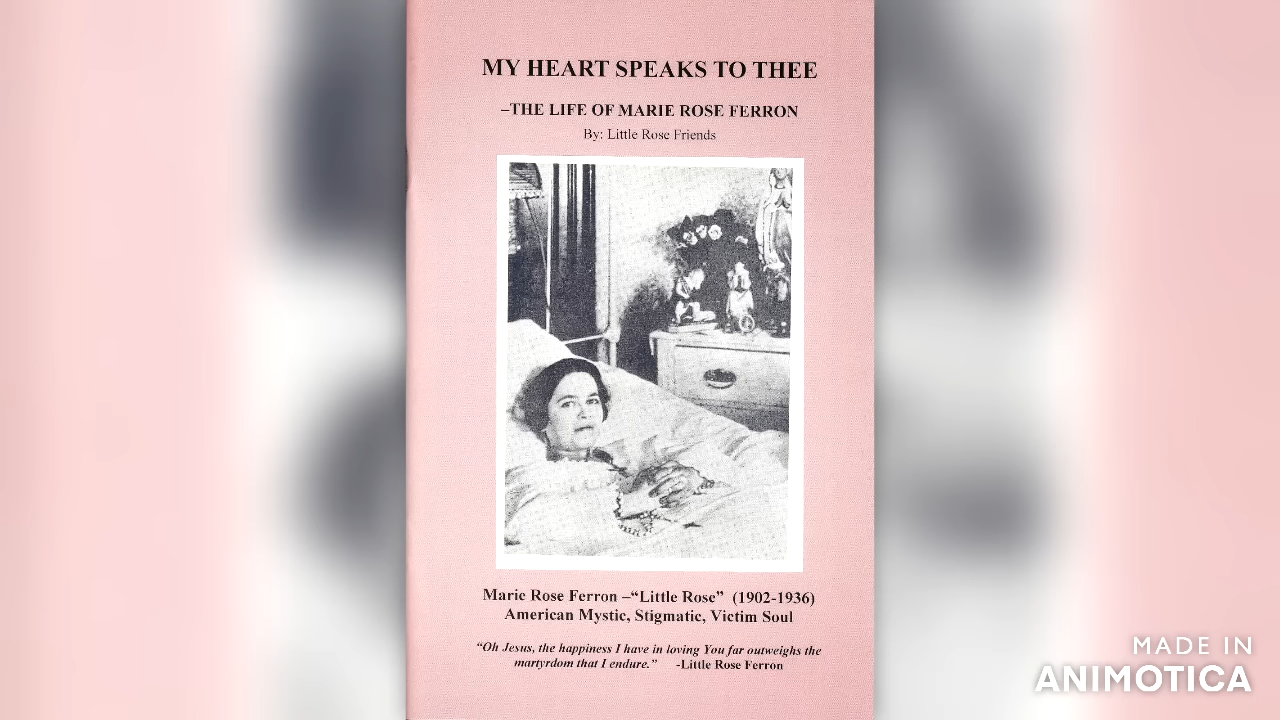 MY HEART SPEAKS TO THEE
–THE LIFE OF MARIE ROSE FERRON
By: Little Rose Friends
Marie Rose Ferron –“Little Rose” (1902-1936)
American Mystic, Stigmatic, Victim Soul
“Oh Jesus, the happiness I have in loving You far outweighs the
martyrdom that I endure.” -Little Rose Ferron
MADE IN
ANIMOTICA